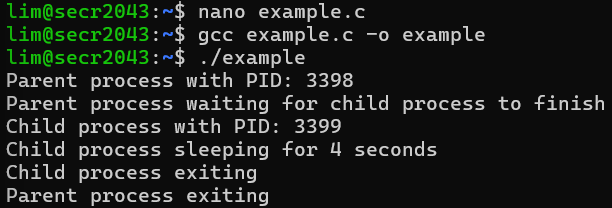 lim@secr2043:~$ nano example.c
lim@secr2043:~$ gcc example.c -o example
lim@secr2043:~$ ./example
Parent process with PID: 3398
Parent process waiting for child process to finish
Child process with PID: 3399
Child process sleeping for 4 seconds
Child process exiting
Parent process exiting